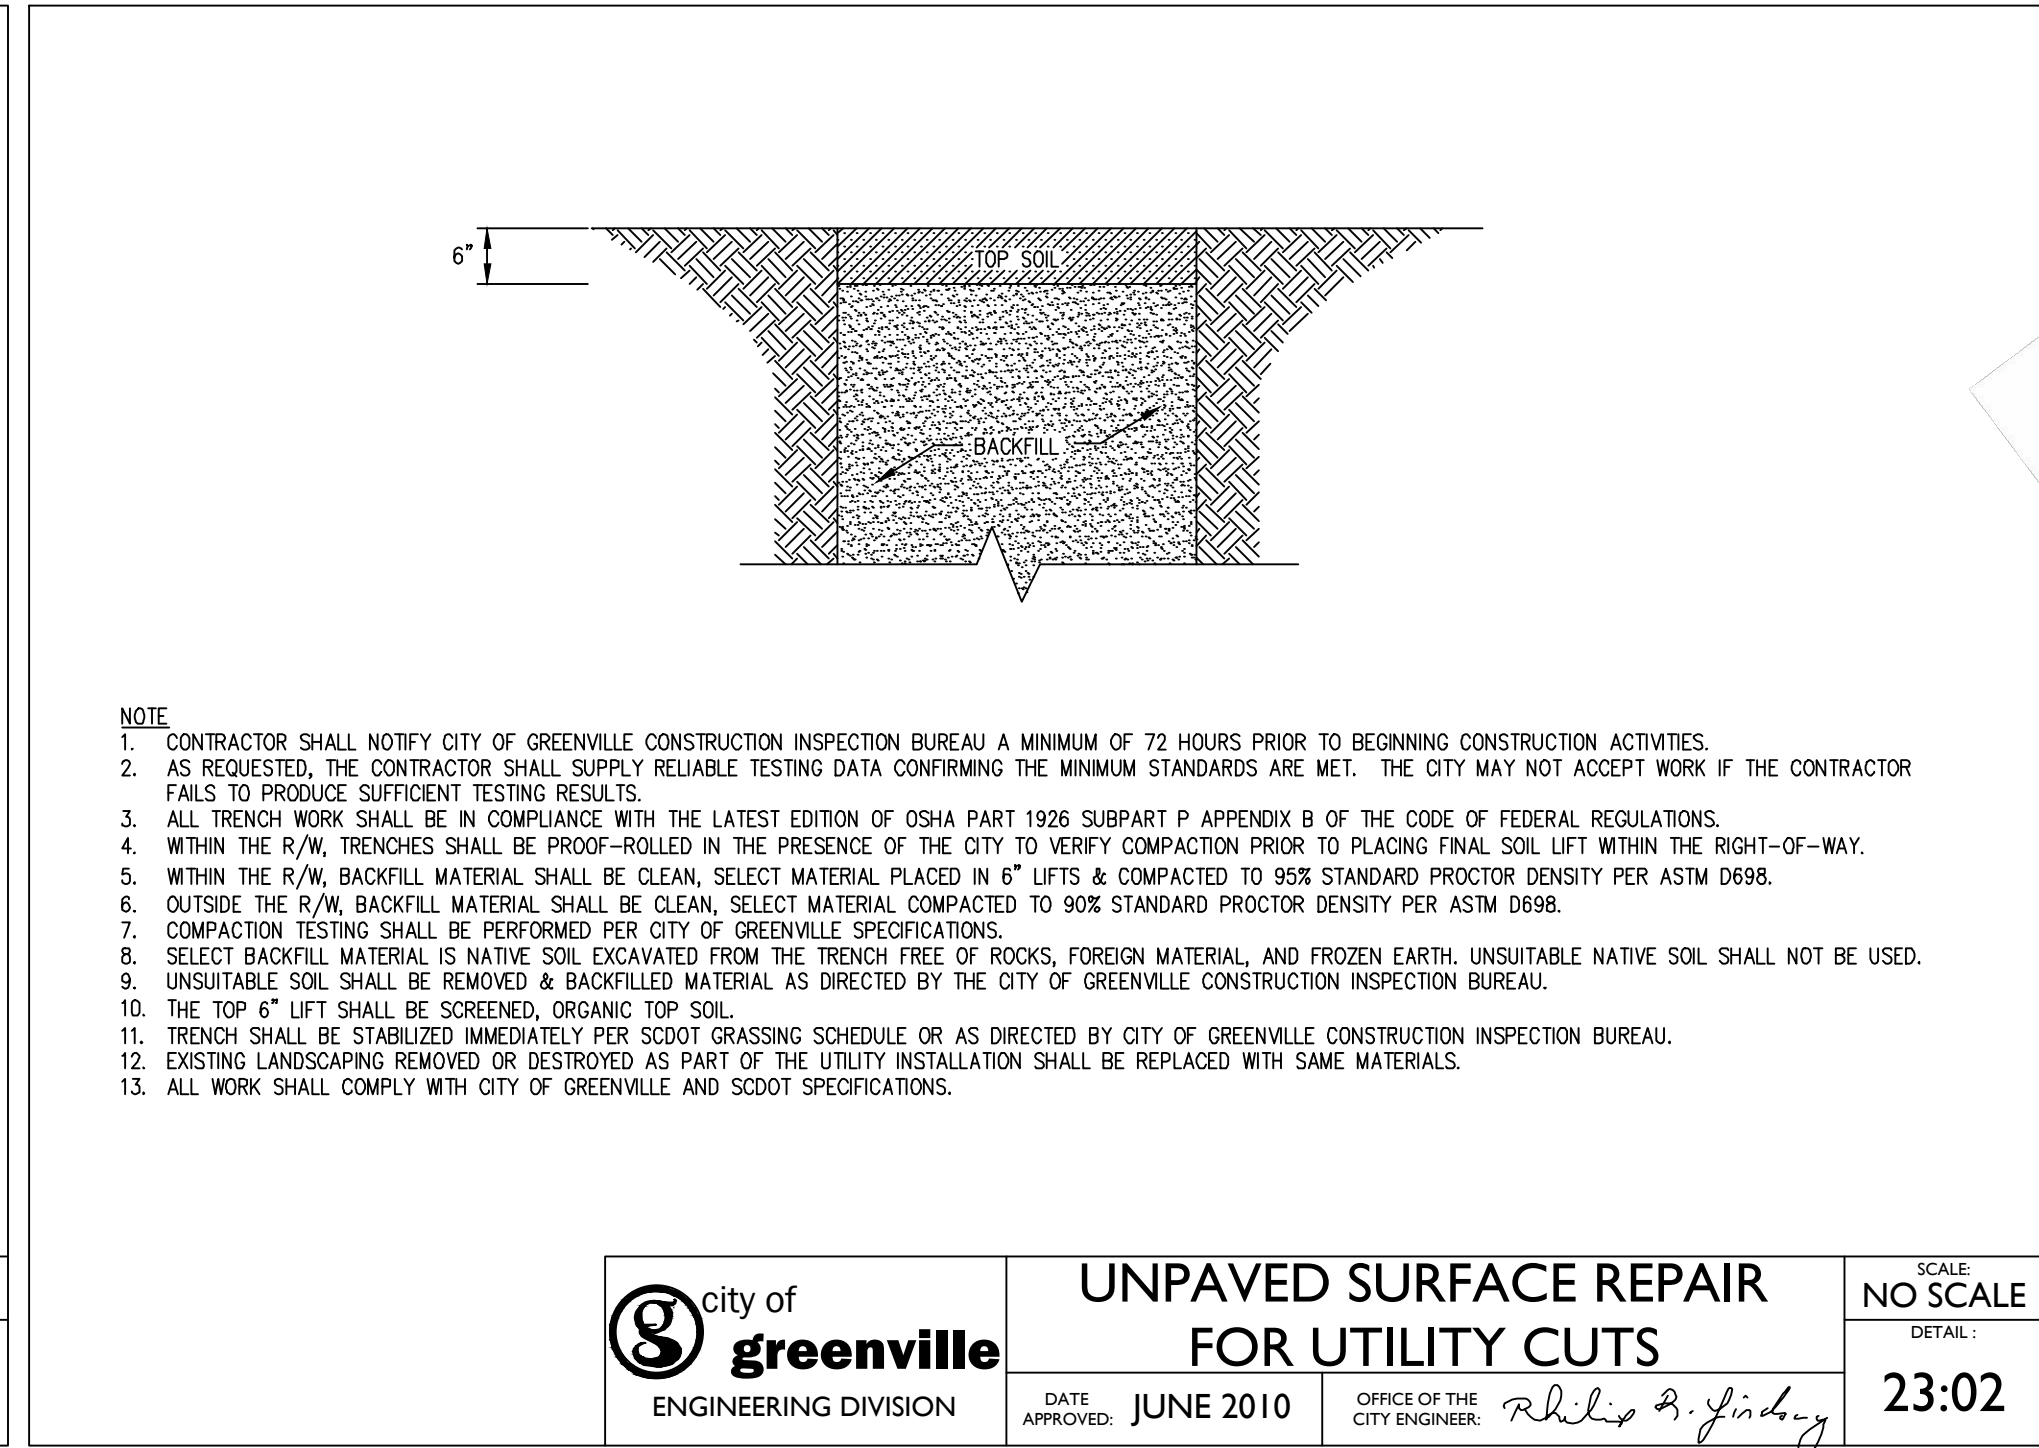 6"
TOP SOIL
BACKFILL
NOTE
1. CONTRACTOR SHALL NOTIFY CITY OF GREENVILLE CONSTRUCTION INSPECTION BUREAU A MINIMUM OF 72 HOURS PRIOR TO BEGINNING CONSTRUCTION ACTIVITIES.
2. AS REQUESTED, THE CONTRACTOR SHALL SUPPLY RELIABLE TESTING DATA CONFIRMING THE MINIMUM STANDARDS ARE MET. THE CITY MAY NOT ACCEPT WORK IF THE CONTRACTOR
FAILS TO PRODUCE SUFFICIENT TESTING RESULTS.
3. ALL TRENCH WORK SHALL BE IN COMPLIANCE WITH THE LATEST EDITION OF OSHA PART 1926 SUBPART P APPENDIX B OF THE CODE OF FEDERAL REGULATIONS.
4. WITHIN THE R/W, TRENCHES SHALL BE PROOF-ROLLED IN THE PRESENCE OF THE CITY TO VERIFY COMPACTION PRIOR TO PLACING FINAL SOIL LIFT WITHIN THE RIGHT-OF-WAY.
5. WITHIN THE R/W, BACKFILL MATERIAL SHALL BE CLEAN, SELECT MATERIAL PLACED IN 6" LIFTS & COMPACTED TO 95% STANDARD PROCTOR DENSITY PER ASTM D698.
6. OUTSIDE THE R/W, BACKFILL MATERIAL SHALL BE CLEAN, SELECT MATERIAL COMPACTED TO 90% STANDARD PROCTOR DENSITY PER ASTM D698.
7. COMPACTION TESTING SHALL BE PERFORMED PER CITY OF GREENVILLE SPECIFICATIONS.
8. SELECT BACKFILL MATERIAL IS NATIVE SOIL EXCAVATED FROM THE TRENCH FREE OF ROCKS, FOREIGN MATERIAL, AND FROZEN EARTH. UNSUITABLE NATIVE SOIL SHALL NOT BE USED.
9. UNSUITABLE SOIL SHALL BE REMOVED & BACKFILLED MATERIAL AS DIRECTED BY THE CITY OF GREENVILLE CONSTRUCTION INSPECTION BUREAU.
10. THE TOP 6" LIFT SHALL BE SCREENED, ORGANIC TOP SOIL.
11. TRENCH SHALL BE STABILIZED IMMEDIATELY PER SCDOT GRASSING SCHEDULE OR AS DIRECTED BY CITY OF GREENVILLE CONSTRUCTION INSPECTION BUREAU.
12. EXISTING LANDSCAPING REMOVED OR DESTROYED AS PART OF THE UTILITY INSTALLATION SHALL BE REPLACED WITH SAME MATERIALS.
13. ALL WORK SHALL COMPLY WITH CITY OF GREENVILLE AND SCDOT SPECIFICATIONS.
g city of
greenville
ENGINEERING DIVISION
UNPAVED SURFACE REPAIR
FOR UTILITY CUTS
DATE
APPROVED: JUNE 2010
OFFICE OF THE
CITY ENGINEER: Philip R. Lindsay
SCALE:
NO SCALE
DETAIL :
23:02